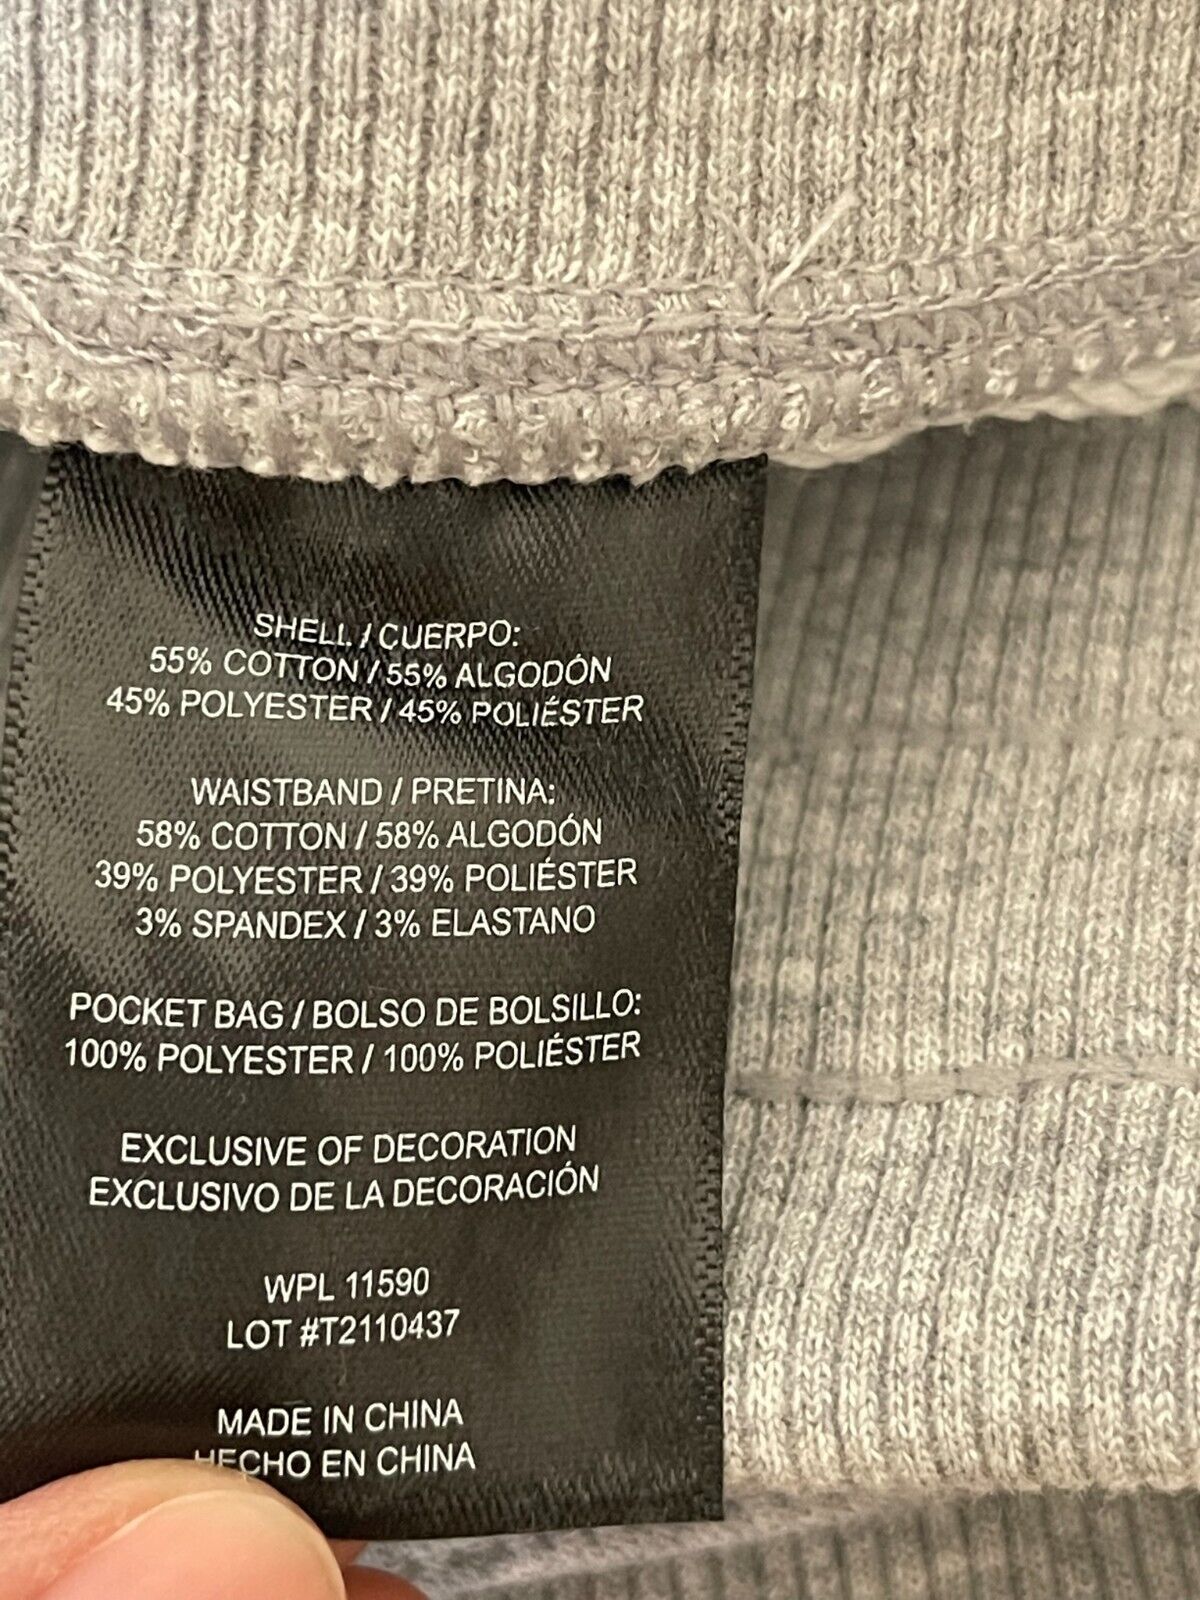 SHELL / CUERPO:
55% COTTON / 55% ALGODÓN
45% POLYESTER / 45% POLIÉSTER
WAISTBAND / PRETINA:
58% COTTON / 58% ALGODÓN
39% POLYESTER / 39% POLIÉSTER
3% SPANDEX / 3% ELASTANO
POCKET BAG / BOLSO DE BOLSILLO:
100% POLYESTER / 100% POLIÉSTER
EXCLUSIVE OF DECORATION
EXCLUSIVO DE LA DECORACIÓN
WPL 11590
LOT #T2110437
MADE IN CHINA
HECHO EN CHINA